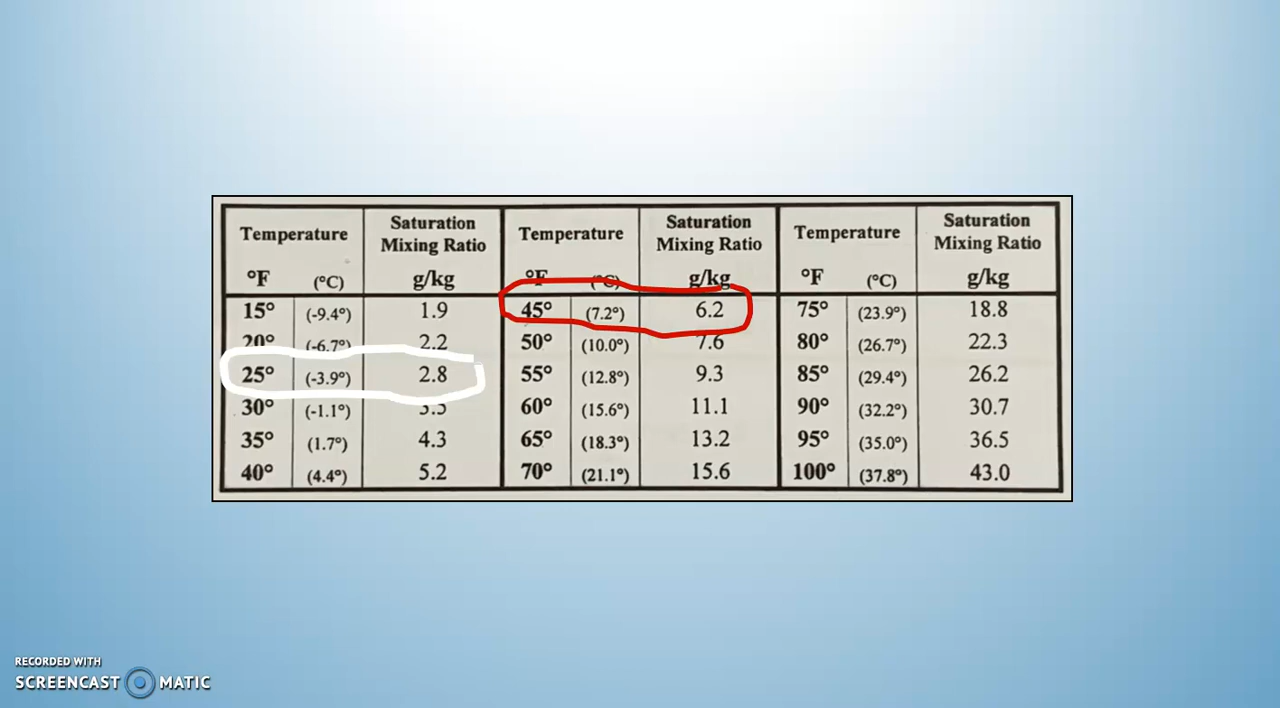 Temperature Saturation Mixing Ratio Temperature Saturation Mixing Ratio Temperature Saturation Mixing Ratio
°F (°C) g/kg °F (°C) g/kg °F (°C) g/kg
15° (-9.4°) 1.9 45° (7.2°) 6.2 75° (23.9°) 18.8
20° (-6.7°) 2.2 50° (10.0°) 7.6 80° (26.7°) 22.3
25° (-3.9°) 2.8 55° (12.8°) 9.3 85° (29.4°) 26.2
30° (-1.1°) 3.5 60° (15.6°) 11.1 90° (32.2°) 30.7
35° (1.7°) 4.3 65° (18.3°) 13.2 95° (35.0°) 36.5
40° (4.4°) 5.2 70° (21.1°) 15.6 100° (37.8°) 43.0
RECORDED WITH
SCREENCAST MATIC